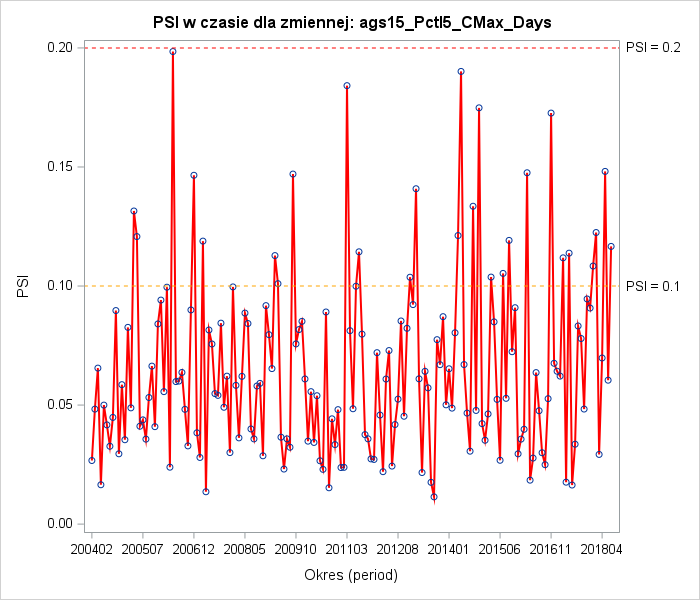 PSI w czasie dla zmiennej: ags15_Pctl5_CMax_Days
0.20
PSI = 0.2
0.15
PSI
0.10
PSI = 0.1
0.05
0.00
200402 200507 200612 200805 200910 201103 201208 201401 201506 201611 201804
Okres (period)